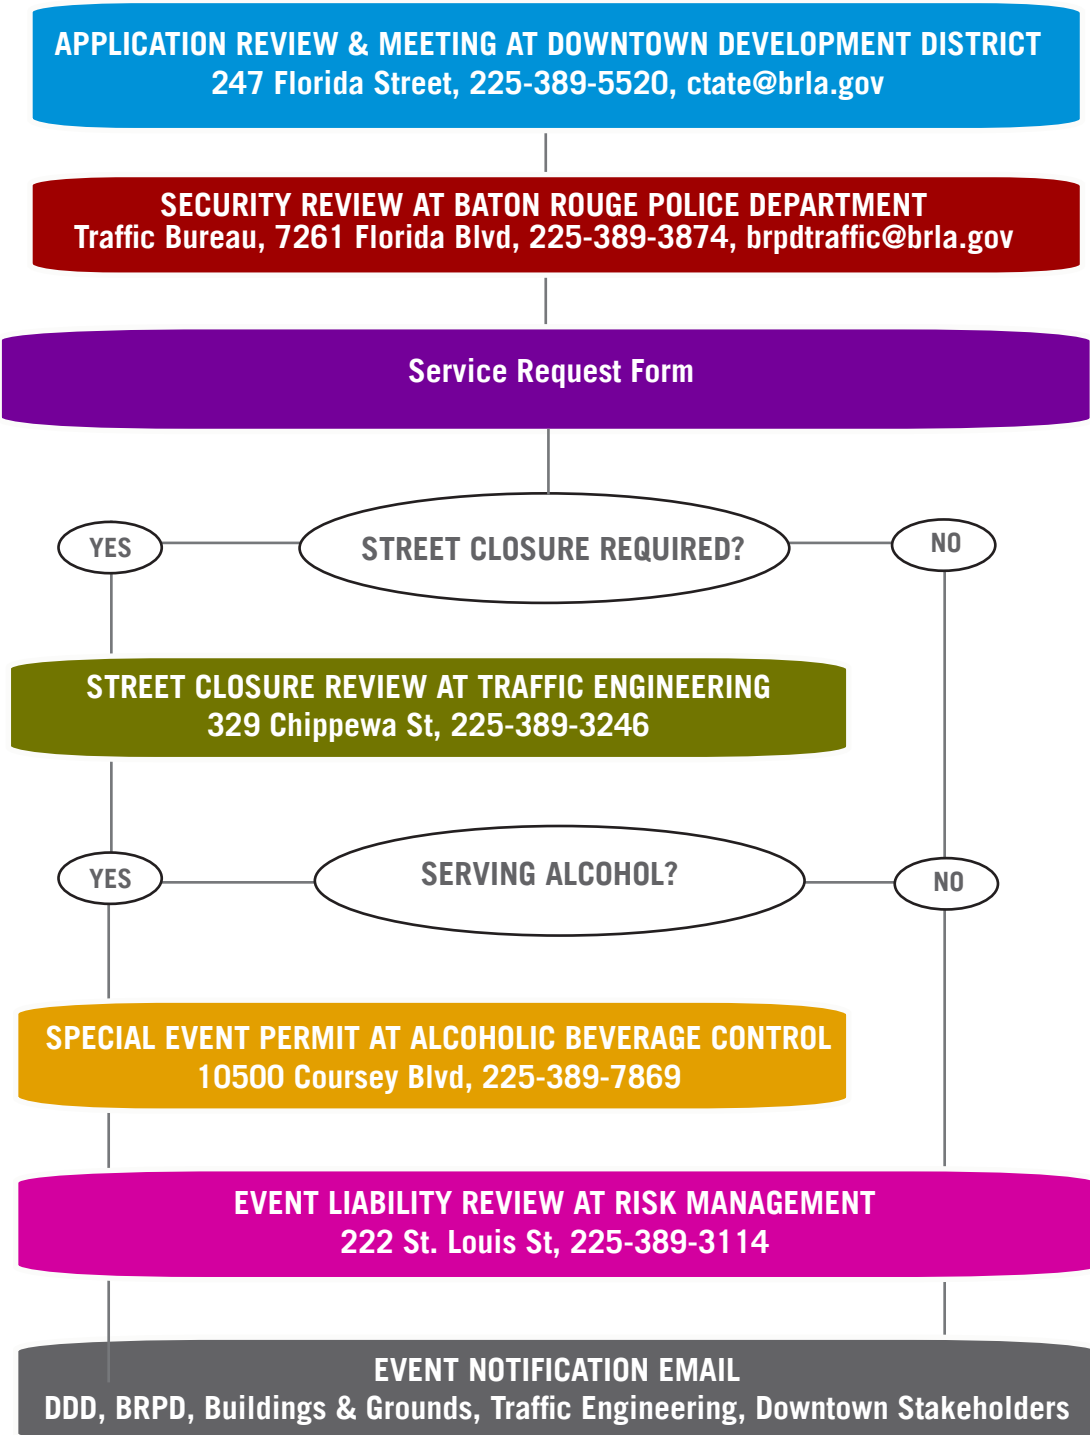 APPLICATION REVIEW & MEETING AT DOWNTOWN DEVELOPMENT DISTRICT
247 Florida Street, 225-389-5520, ctate@brla.gov
SECURITY REVIEW AT BATON ROUGE POLICE DEPARTMENT
Traffic Bureau, 7261 Florida Blvd, 225-389-3874, brpdtraffic@brla.gov
Service Request Form
YES
STREET CLOSURE REQUIRED?
NO
STREET CLOSURE REVIEW AT TRAFFIC ENGINEERING
329 Chippewa St, 225-389-3246
YES
SERVING ALCOHOL?
NO
SPECIAL EVENT PERMIT AT ALCOHOLIC BEVERAGE CONTROL
10500 Coursey Blvd, 225-389-7869
EVENT LIABILITY REVIEW AT RISK MANAGEMENT
222 St. Louis St, 225-389-3114
EVENT NOTIFICATION EMAIL
DDD, BRPD, Buildings & Grounds, Traffic Engineering, Downtown Stakeholders